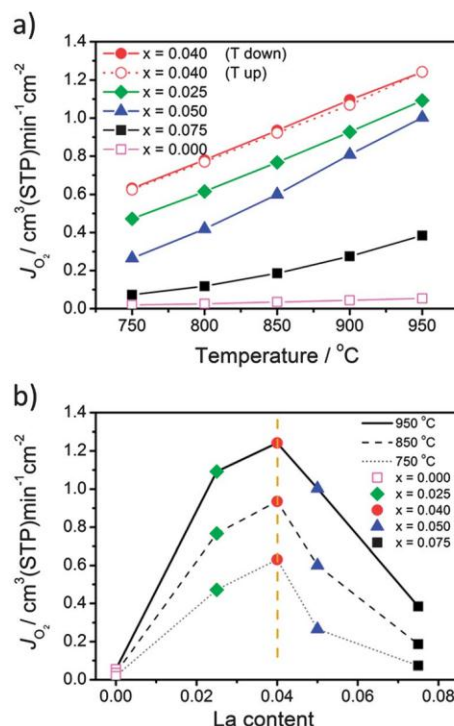 a)
1.4
1.2
1.0
0.8
0.6
0.4
0.2
0.0
J_O₂ / cm³(STP)min⁻¹cm⁻²
x = 0.040 (T down)
x = 0.040 (T up)
x = 0.025
x = 0.050
x = 0.075
x = 0.000
750 800 850 900 950
Temperature / °C
b)
1.4
1.2
1.0
0.8
0.6
0.4
0.2
0.0
J_O₂ / cm³(STP)min⁻¹cm⁻²
950 °C
850 °C
750 °C
x = 0.000
x = 0.025
x = 0.040
x = 0.050
x = 0.075
0.00 0.02 0.04 0.06 0.08
La content